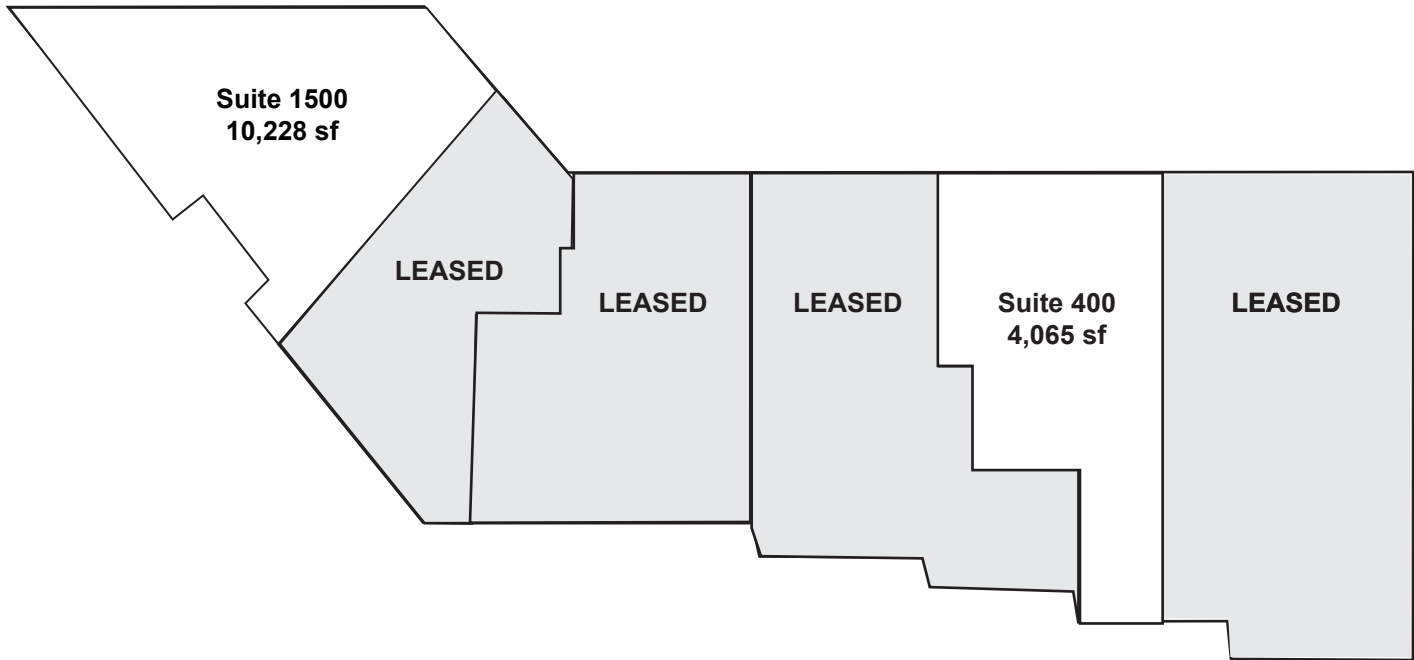 Suite 1500
10,228 sf
LEASED
LEASED
LEASED
Suite 400
4,065 sf
LEASED